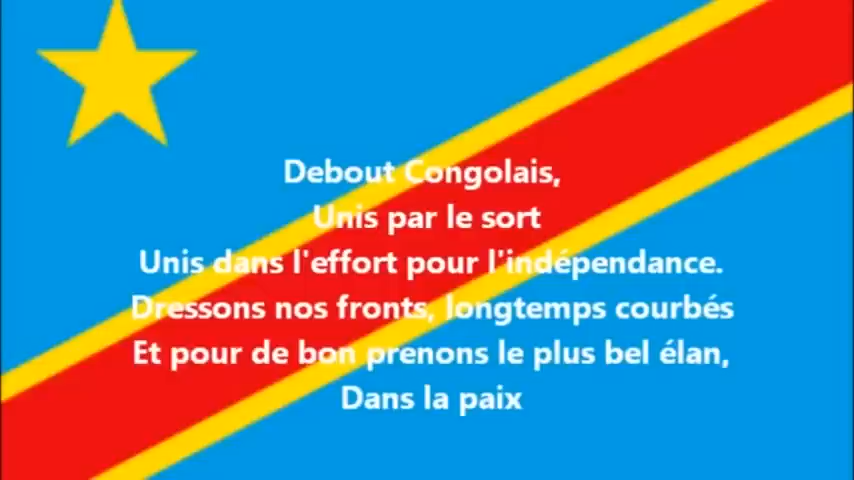 Debout Congolais,
Unis par le sort
Unis dans l'effort pour l'indépendance.
Dressons nos fronts, longtemps courbés
Et pour de bon prenons le plus bel élan,
Dans la paix